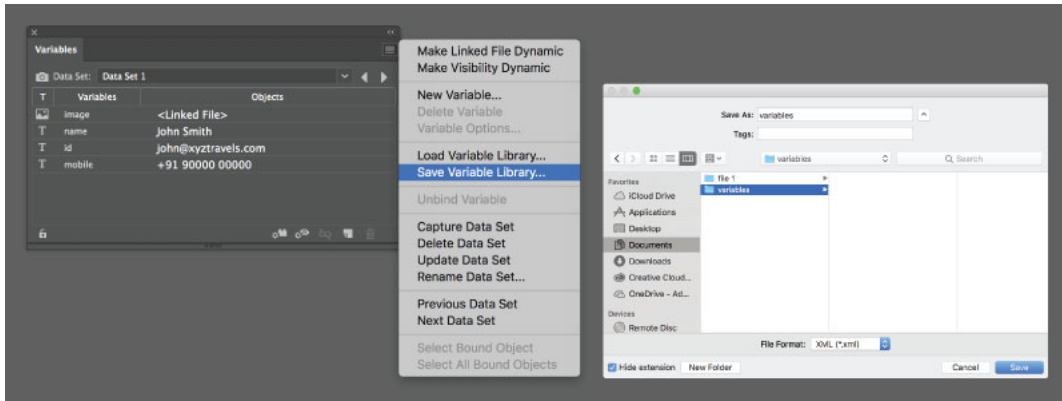 Variables
Data Set: Data Set 1
T Variables Objects
image <Linked File>
T name John Smith
T id john@xyztravels.com
T mobile +91 90000 00000
Make Linked File Dynamic
Make Visibility Dynamic
New Variable...
Delete Variable
Variable Options...
Load Variable Library...
Save Variable Library...
Unbind Variable
Capture Data Set
Delete Data Set
Update Data Set
Rename Data Set...
Previous Data Set
Next Data Set
Select Bound Object
Select All Bound Objects
Save As: variables
Tags:
variables
Search
Favorites
iCloud Drive
Applications
Desktop
Documents
Downloads
Creative Cloud...
OneDrive - Ad...
Devices
Remote Disc
file 1
variables
File Format: XML (*.xml)
Hide extension New Folder Cancel Save